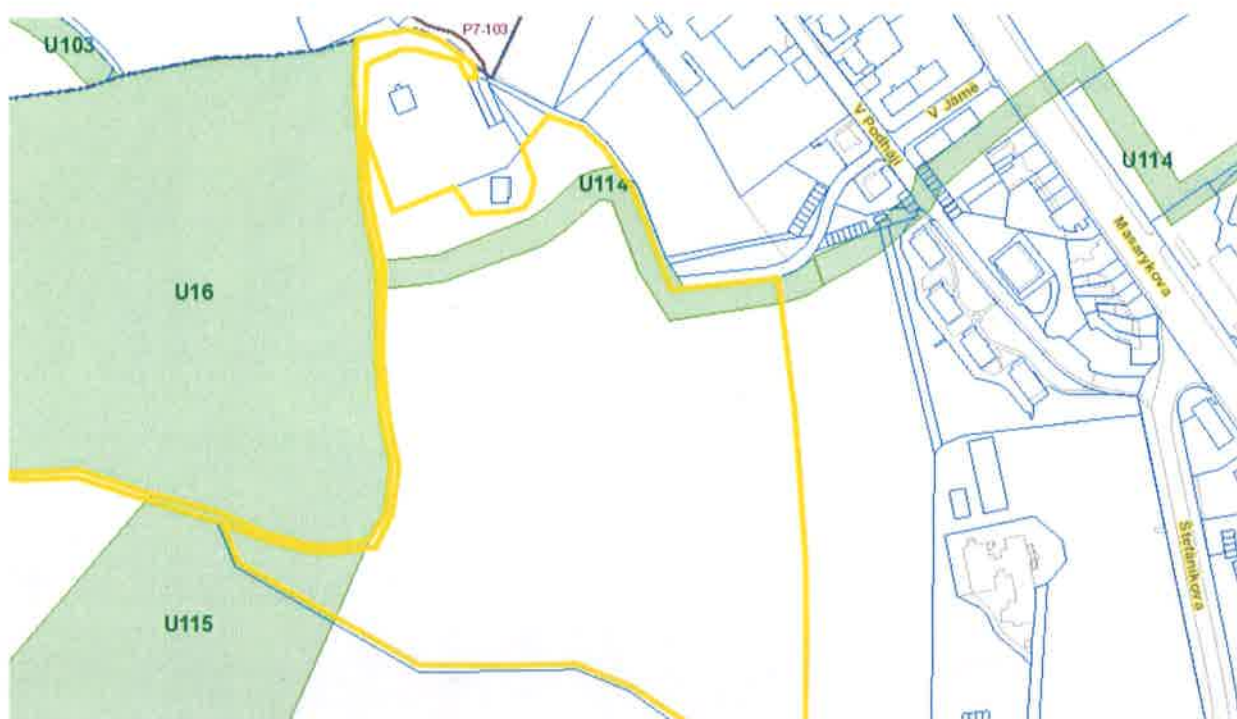 U103
P7-103
V Jámě
V Podhájí
U114
U114
Masarykova
U16
Štefánikova
U115